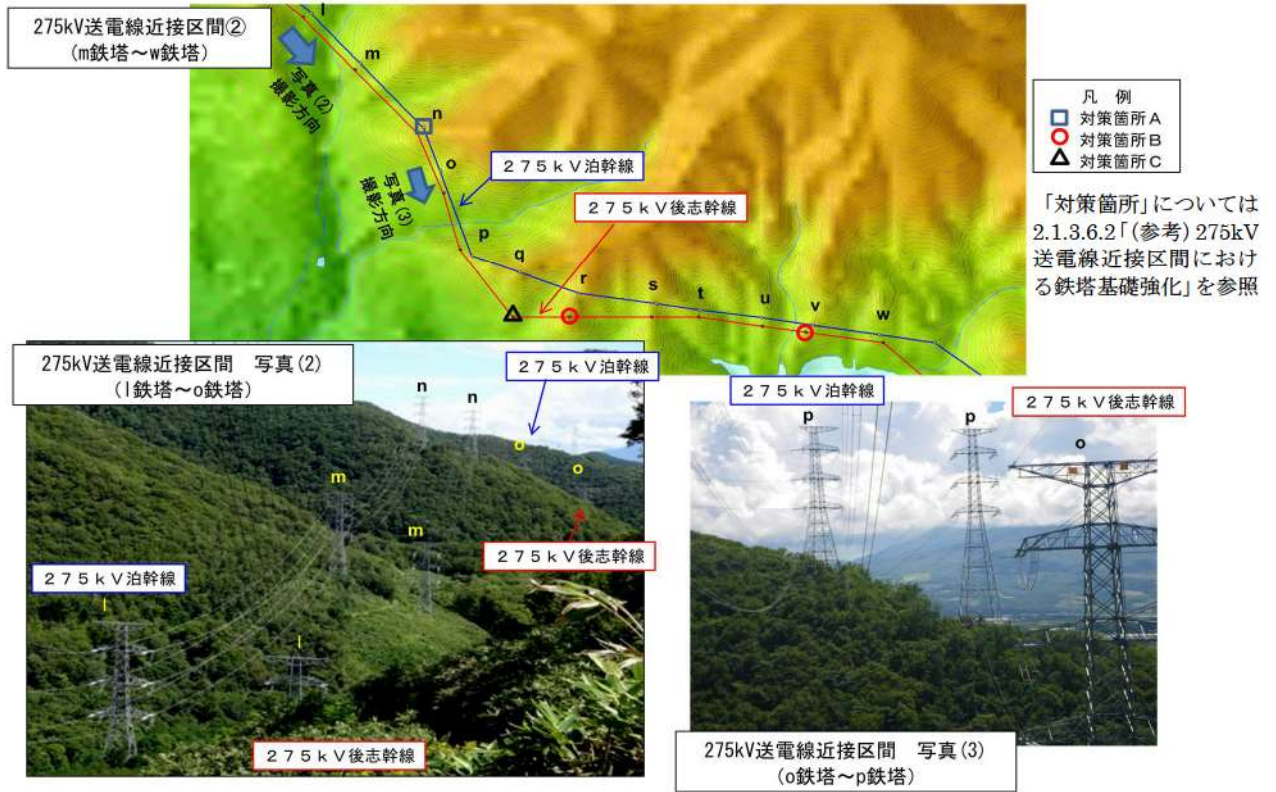 275kV送電線近接区間②
(m鉄塔～w鉄塔)
l
m
n
o
p
q
r
s
t
u
v
w
写真(2)
撮影方向
写真(3)
撮影方向
275kV泊幹線
275kV後志幹線
凡 例
対策箇所A
対策箇所B
対策箇所C
「対策箇所」については
2.1.3.6.2「(参考) 275kV
送電線近接区間におけ
る鉄塔基礎強化」を参照
275kV送電線近接区間 写真(2)
(l鉄塔～o鉄塔)
275kV泊幹線
n
n
o
o
m
m
275kV後志幹線
275kV泊幹線
l
l
275kV後志幹線
275kV泊幹線
275kV後志幹線
p
p
o
275kV送電線近接区間 写真(3)
(o鉄塔～p鉄塔)